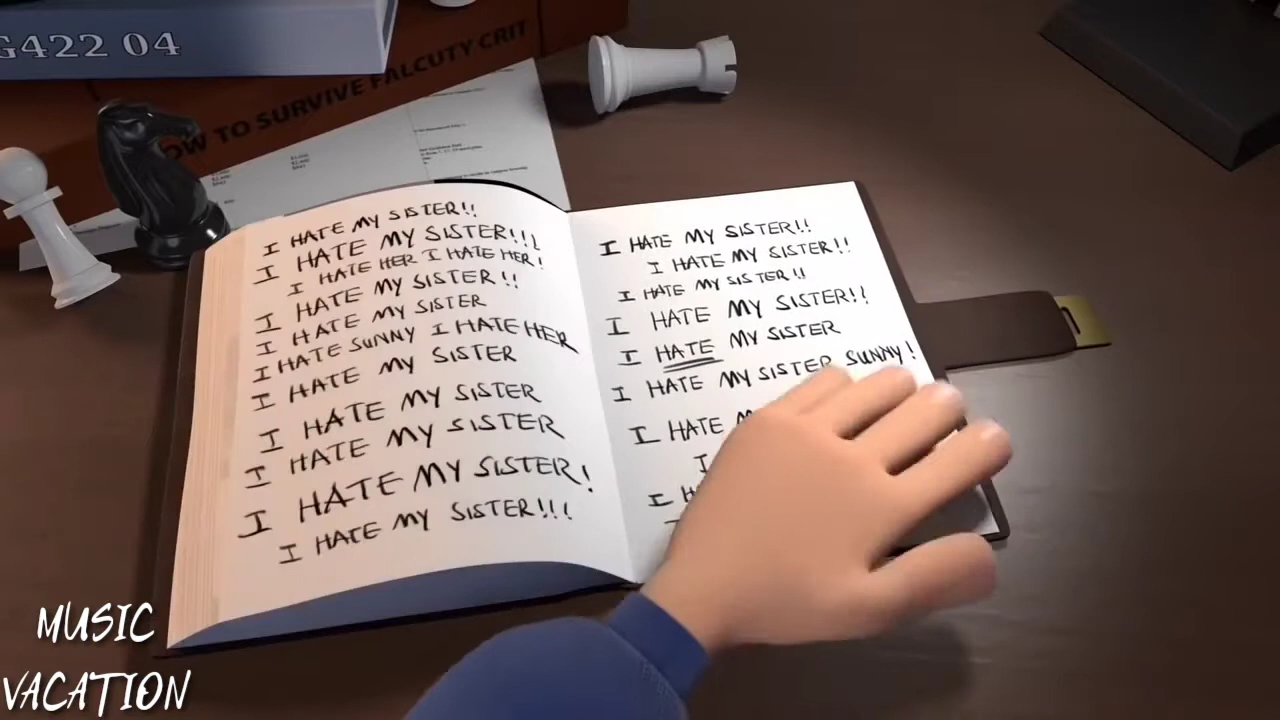 G422 04
OW TO SURVIVE FALCUTY CRIT
I HATE MY SISTER!!
I HATE MY SISTER!!!
I HATE HER I HATE HER!
I HATE MY SISTER!!
I HATE MY SISTER
I HATE SUNNY I HATE HER
I HATE MY SISTER
I HATE MY SISTER
I HATE MY SISTER
I HATE MY SISTER!
I HATE MY SISTER!!!
I HATE MY SISTER!!
I HATE MY SISTER!!
I HATE MY SISTER!!
I HATE MY SISTER!!
I HATE MY SISTER
I HATE MY SISTER SUNNY!
I HATE
I
I
MUSIC
VACATION